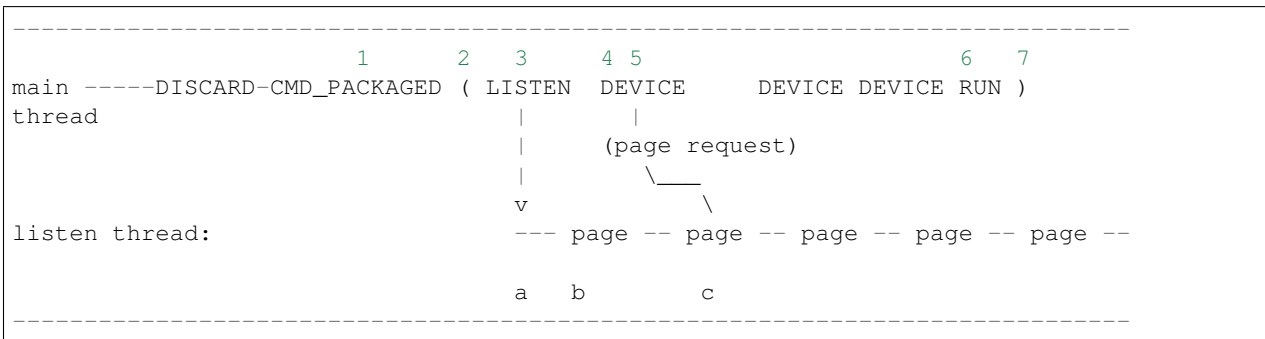 ------------------------------------------------------------------------------
                        1      2   3     4 5                      6   7
main -----DISCARD-CMD_PACKAGED ( LISTEN  DEVICE     DEVICE DEVICE RUN )
thread                             |       |
                                   |     (page request)
                                   |        \___
                                   v            \
listen thread:                     --- page -- page -- page -- page -- page --
                                   a   b        c
------------------------------------------------------------------------------